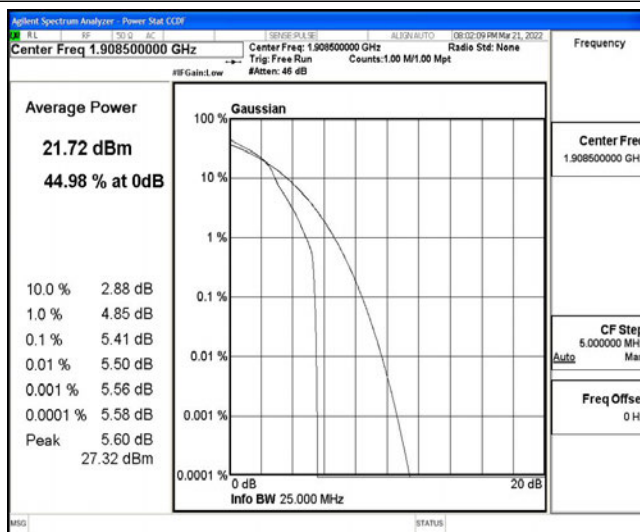 Agilent Spectrum Analyzer - Power Stat CCDF
RL RF 50 Ω AC SENSE:PULSE ALIGN AUTO 08:02:09 PM Mar 21, 2022
Center Freq 1.908500000 GHz
Center Freq: 1.908500000 GHz Radio Std: None
Trig: Free Run Counts:1.00 M/1.00 Mpt
#IFGain:Low #Atten: 46 dB
Frequency
Average Power
21.72 dBm
44.98 % at 0dB
10.0 % 2.88 dB
1.0 % 4.85 dB
0.1 % 5.41 dB
0.01 % 5.50 dB
0.001 % 5.56 dB
0.0001 % 5.58 dB
Peak 5.60 dB
27.32 dBm
Gaussian
100 %
10 %
1 %
0.1 %
0.01 %
0.001 %
0.0001 %
0 dB 20 dB
Info BW 25.000 MHz
Center Fre
1.908500000 GH
CF Step
5.000000 MH
Auto Ma
Freq Offse
0 H
MSG STATUS